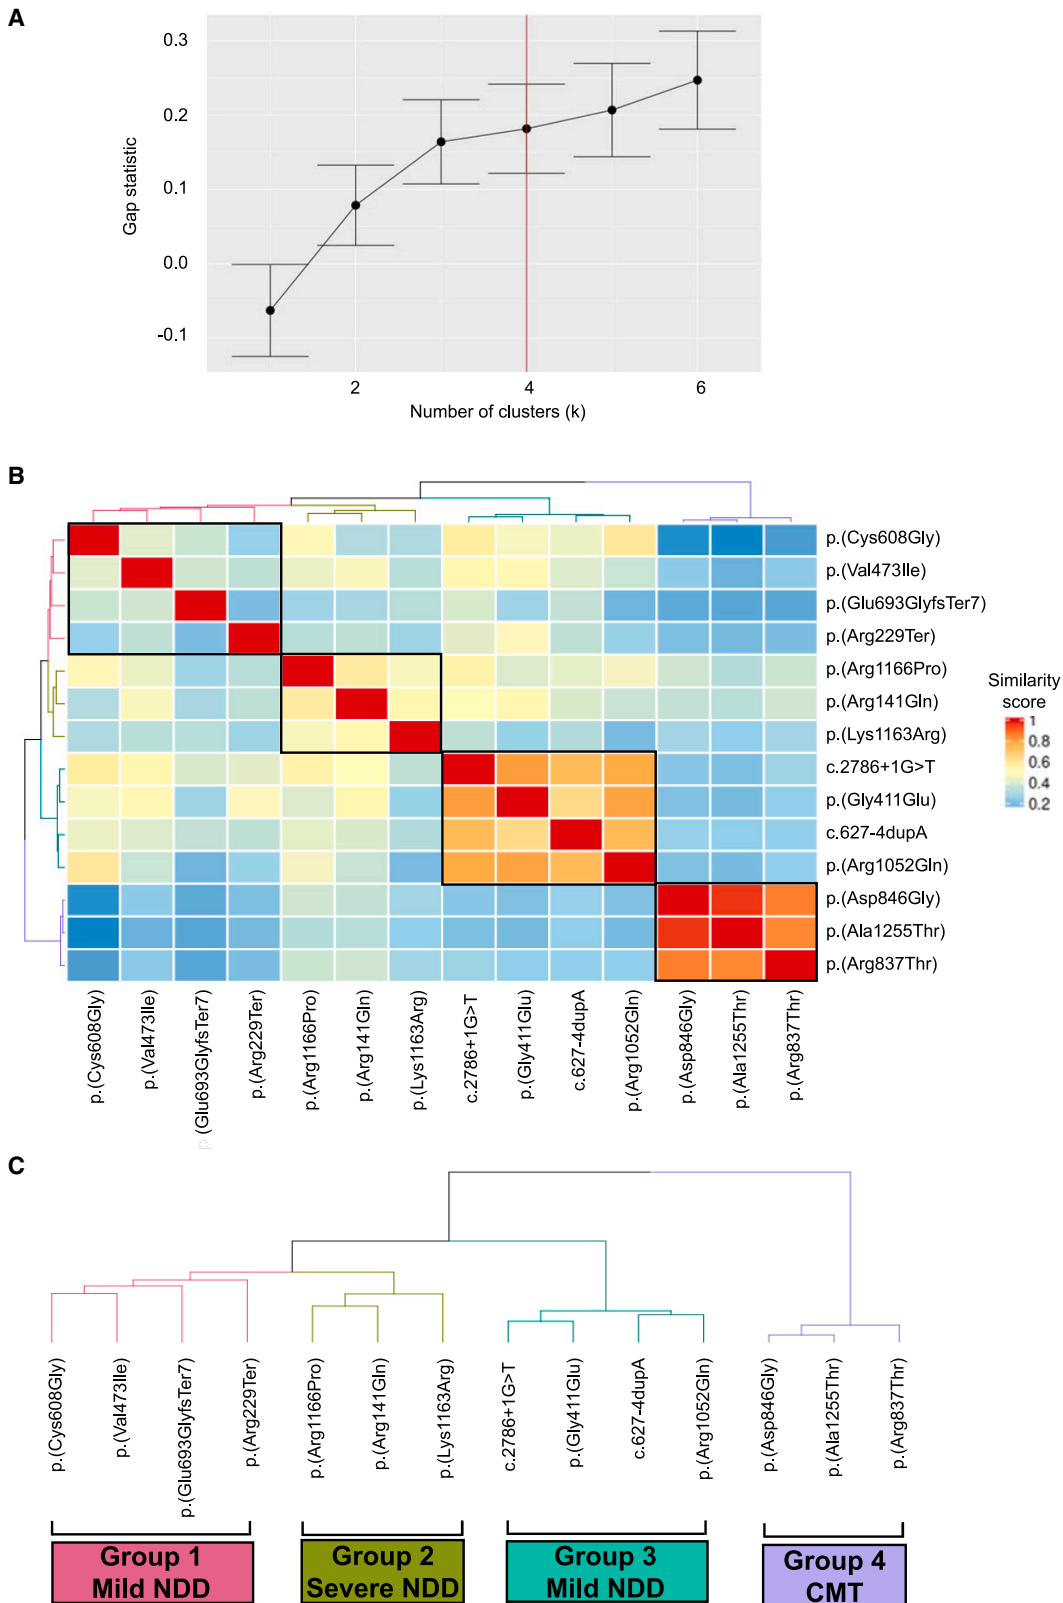 A
0.3
0.2
0.1
0.0
-0.1
Gap statistic
2
4
6
Number of clusters (k)
B
p.(Cys608Gly)
p.(Val473Ile)
p.(Glu693GlyfsTer7)
p.(Arg229Ter)
p.(Arg1166Pro)
p.(Arg141Gln)
p.(Lys1163Arg)
c.2786+1G>T
p.(Gly411Glu)
c.627-4dupA
p.(Arg1052Gln)
p.(Asp846Gly)
p.(Ala1255Thr)
p.(Arg837Thr)
Similarity
score
1
0.8
0.6
0.4
0.2
p.(Cys608Gly)
p.(Val473Ile)
p.(Glu693GlyfsTer7)
p.(Arg229Ter)
p.(Arg1166Pro)
p.(Arg141Gln)
p.(Lys1163Arg)
c.2786+1G>T
p.(Gly411Glu)
c.627-4dupA
p.(Arg1052Gln)
p.(Asp846Gly)
p.(Ala1255Thr)
p.(Arg837Thr)
C
p.(Cys608Gly)
p.(Val473Ile)
p.(Glu693GlyfsTer7)
p.(Arg229Ter)
p.(Arg1166Pro)
p.(Arg141Gln)
p.(Lys1163Arg)
c.2786+1G>T
p.(Gly411Glu)
c.627-4dupA
p.(Arg1052Gln)
p.(Asp846Gly)
p.(Ala1255Thr)
p.(Arg837Thr)
Group 1
Mild NDD
Group 2
Severe NDD
Group 3
Mild NDD
Group 4
CMT